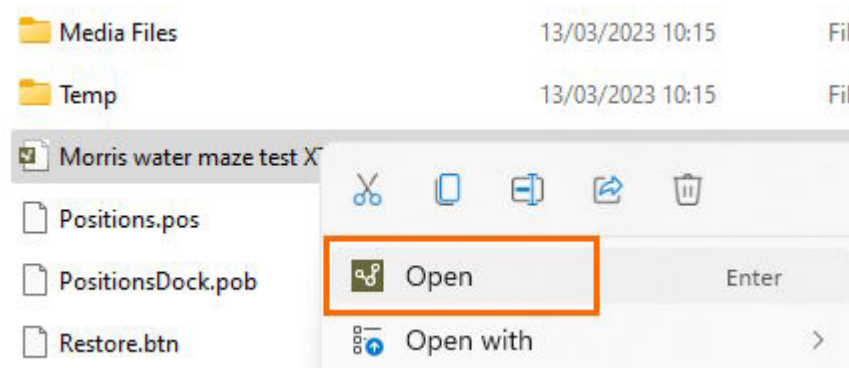 Media Files 13/03/2023 10:15 Fil
Temp 13/03/2023 10:15 Fil
Morris water maze test X
Positions.pos
Open Enter
PositionsDock.pob
Open with
Restore.btn